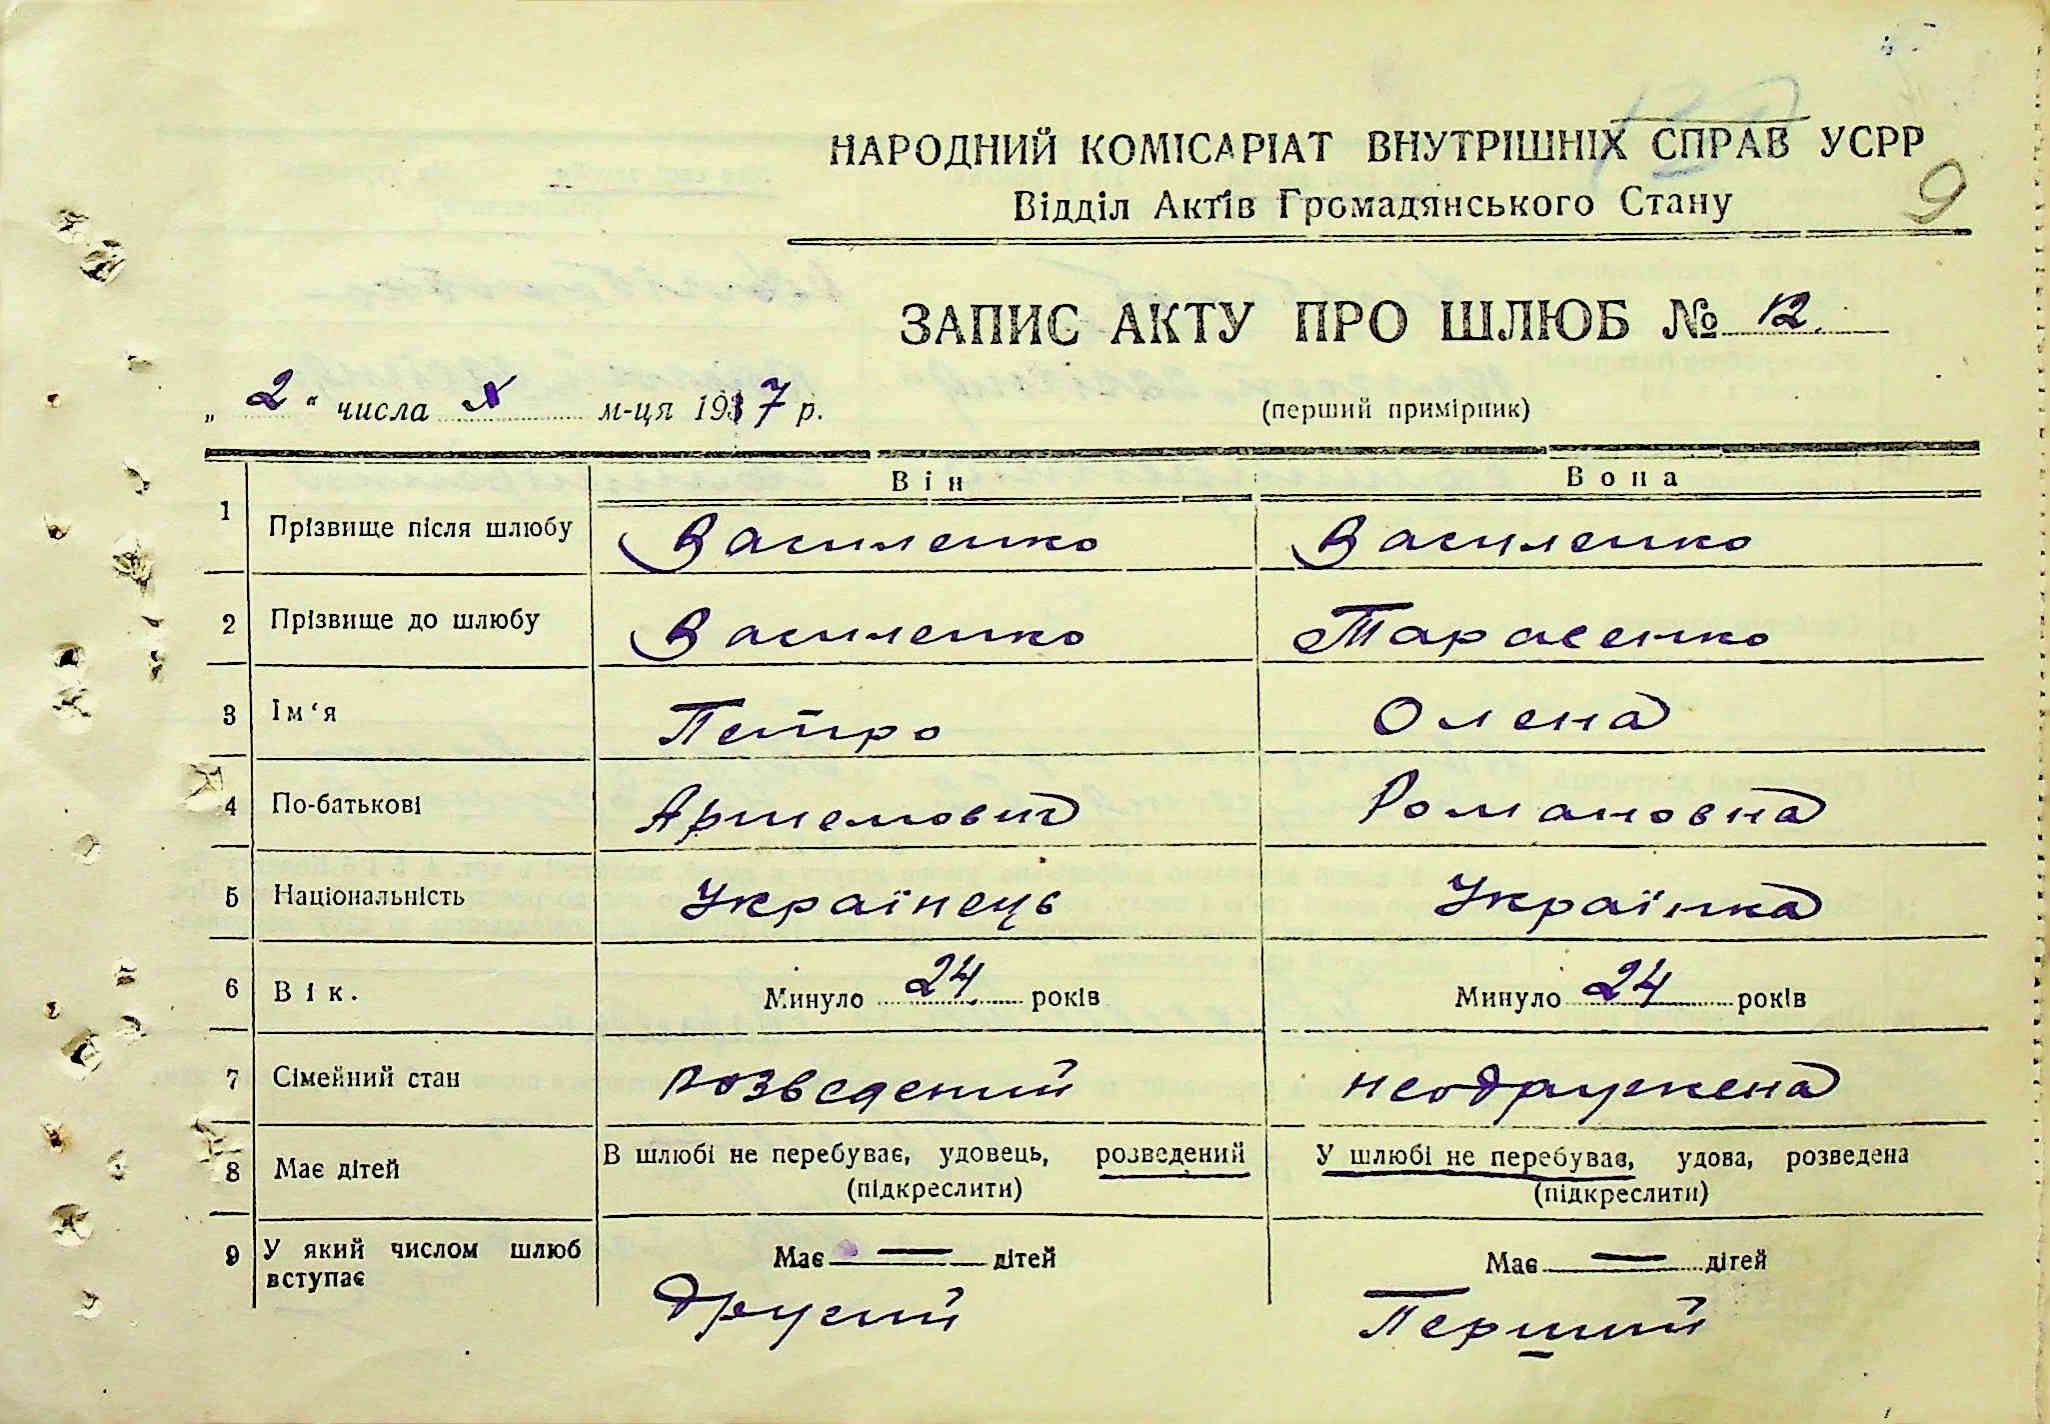 НАРОДНИЙ КОМІСАРІАТ ВНУТРІШНІХ СПРАВ УСРР
9
Відділ Актів Громадянського Стану
ЗАПИС АКТУ ПРО ШЛЮБ № 12.
„ 2 " числа X м-ця 1937 р.
(перший примірник)
Він Вона
1 Прізвище після шлюбу Василенко Василенко
2 Прізвище до шлюбу Василенко Тарасенко
3 Ім'я Петро Олена
4 По-батькові Артемович Романовна
5 Національність Українець Українка
6 Вік. Минуло 24 років Минуло 24 років
7 Сімейний стан розведений неодружена
8 Має дітей В шлюбі не перебуває, удовець, розведений У шлюбі не перебуває, удова, розведена
(підкреслити) (підкреслити)
9 У який числом шлюб вступає Має — дітей Має — дітей
другий Перший